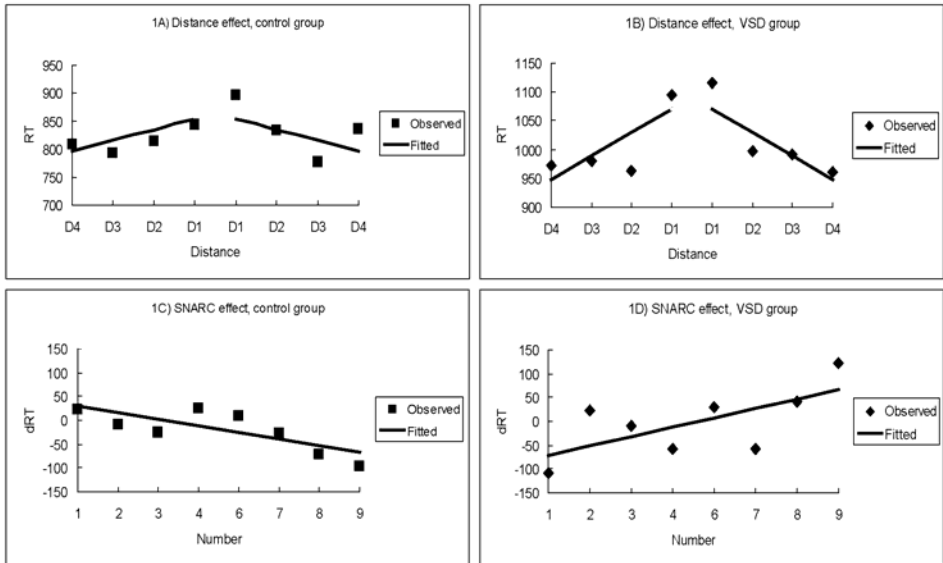 1A) Distance effect, control group
950
900
850
800
750
700
RT
D4 D3 D2 D1 D1 D2 D3 D4
Distance
Observed
Fitted
1B) Distance effect, VSD group
1150
1100
1050
1000
950
900
RT
D4 D3 D2 D1 D1 D2 D3 D4
Distance
Observed
Fitted
1C) SNARC effect, control group
150
100
50
0
-50
-100
-150
dRT
1 2 3 4 6 7 8 9
Number
Observed
Fitted
1D) SNARC effect, VSD group
150
100
50
0
-50
-100
-150
dRT
1 2 3 4 6 7 8 9
Number
Observed
Fitted